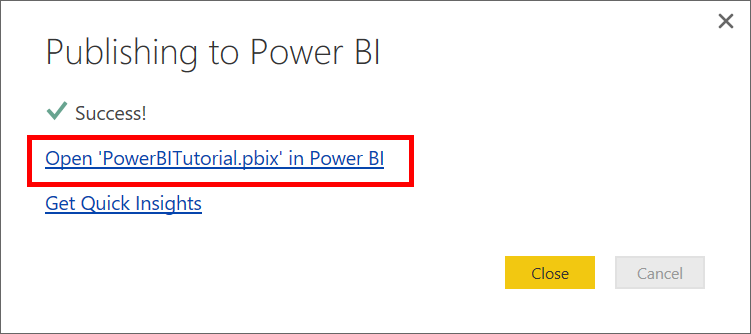 Publishing to Power BI
Success!
Open 'PowerBITutorial.pbix' in Power BI
Get Quick Insights
Close
Cancel